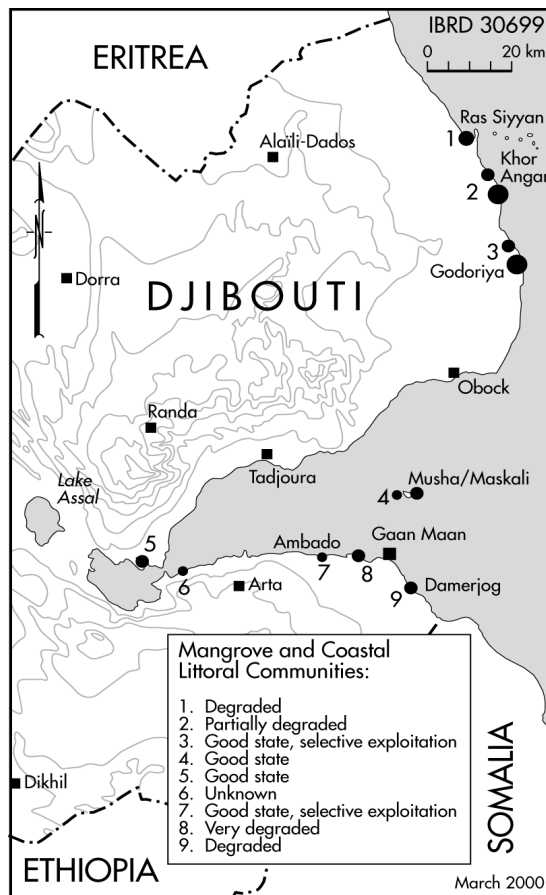 IBRD 30699
0 20 km
ERITREA
Ras Siyyan
1
Alaïli-Dados
Khor
Angar
2
N
3
Godoriya
Dorra
DJIBOUTI
Obock
Randa
Tadjoura
Lake
Assal
Musha/Maskali
4
5
Ambado
Gaan Maan
6
7
8
Arta
9
Damerjog
Mangrove and Coastal
Littoral Communities:
1. Degraded
2. Partially degraded
3. Good state, selective exploitation
4. Good state
5. Good state
6. Unknown
7. Good state, selective exploitation
8. Very degraded
9. Degraded
SOMALIA
Dikhil
ETHIOPIA
March 2000